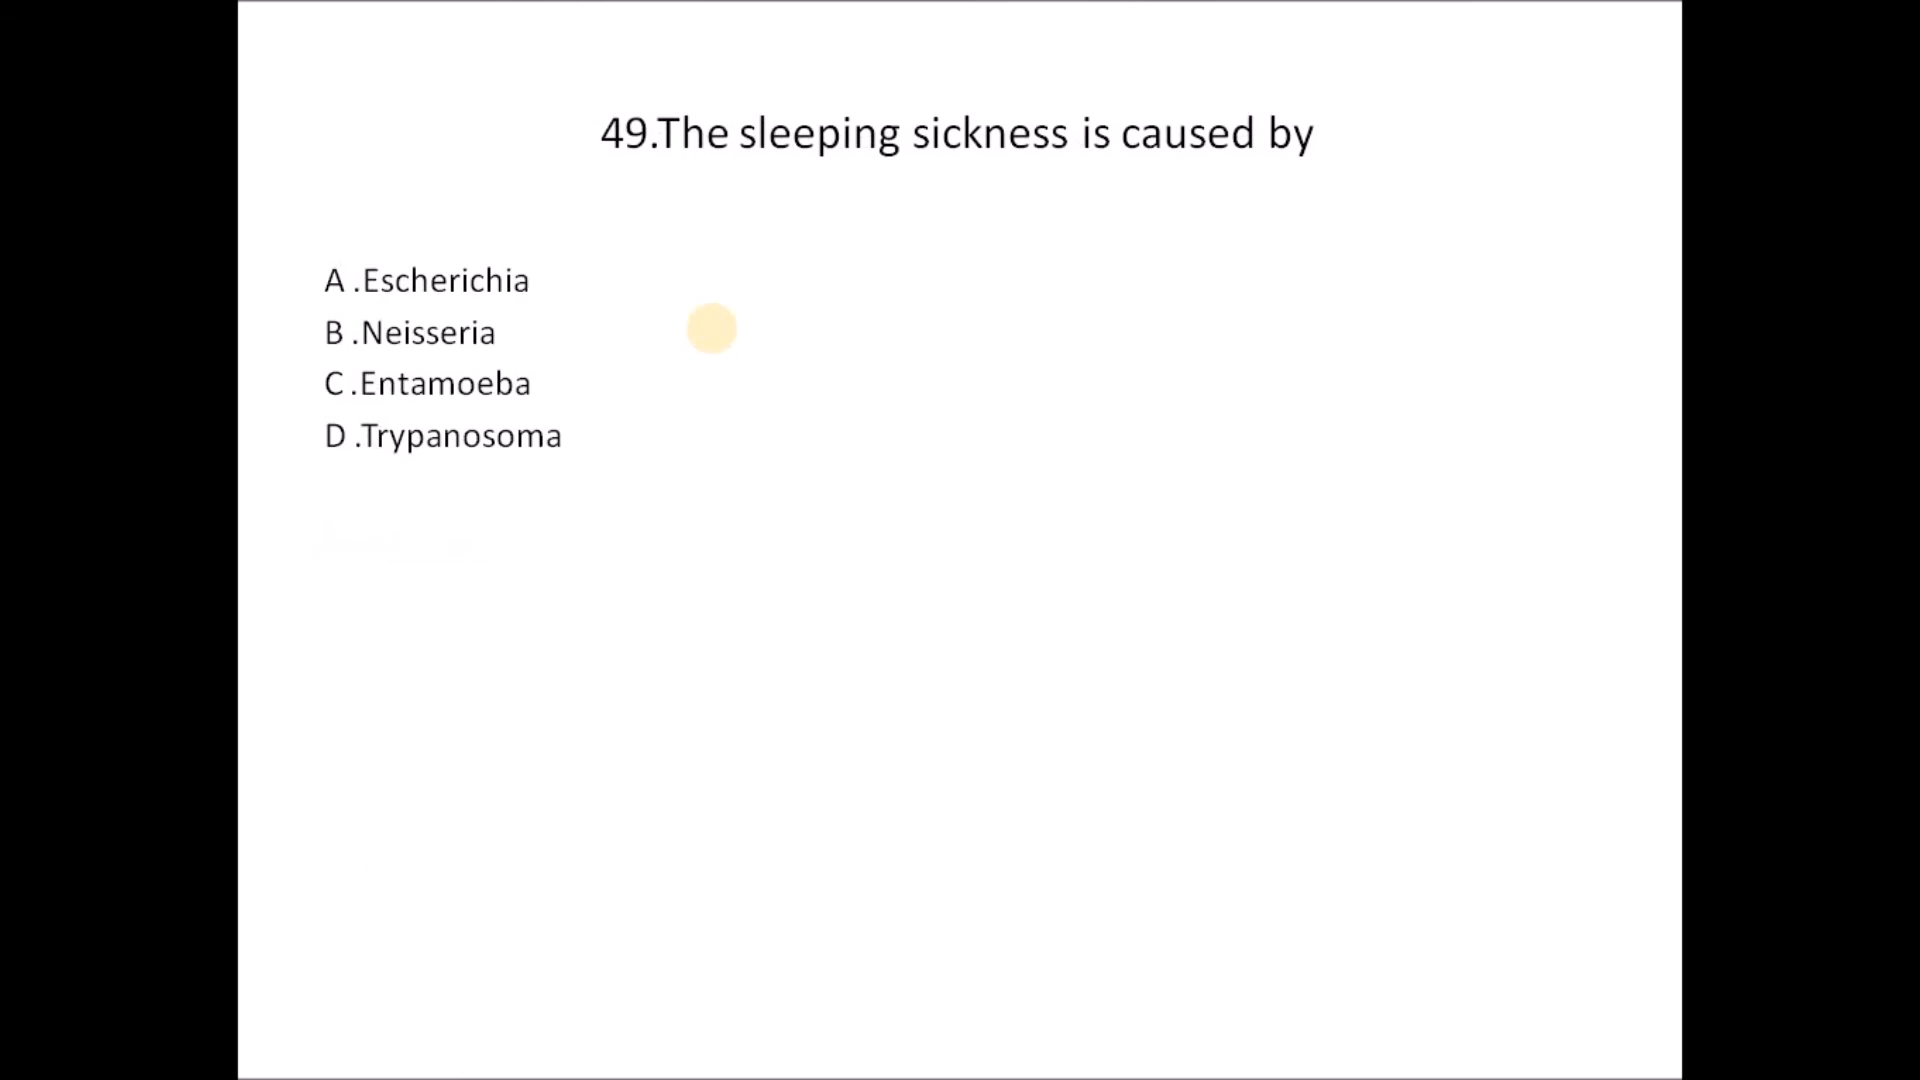 49.The sleeping sickness is caused by
A .Escherichia
B .Neisseria
C .Entamoeba
D .Trypanosoma